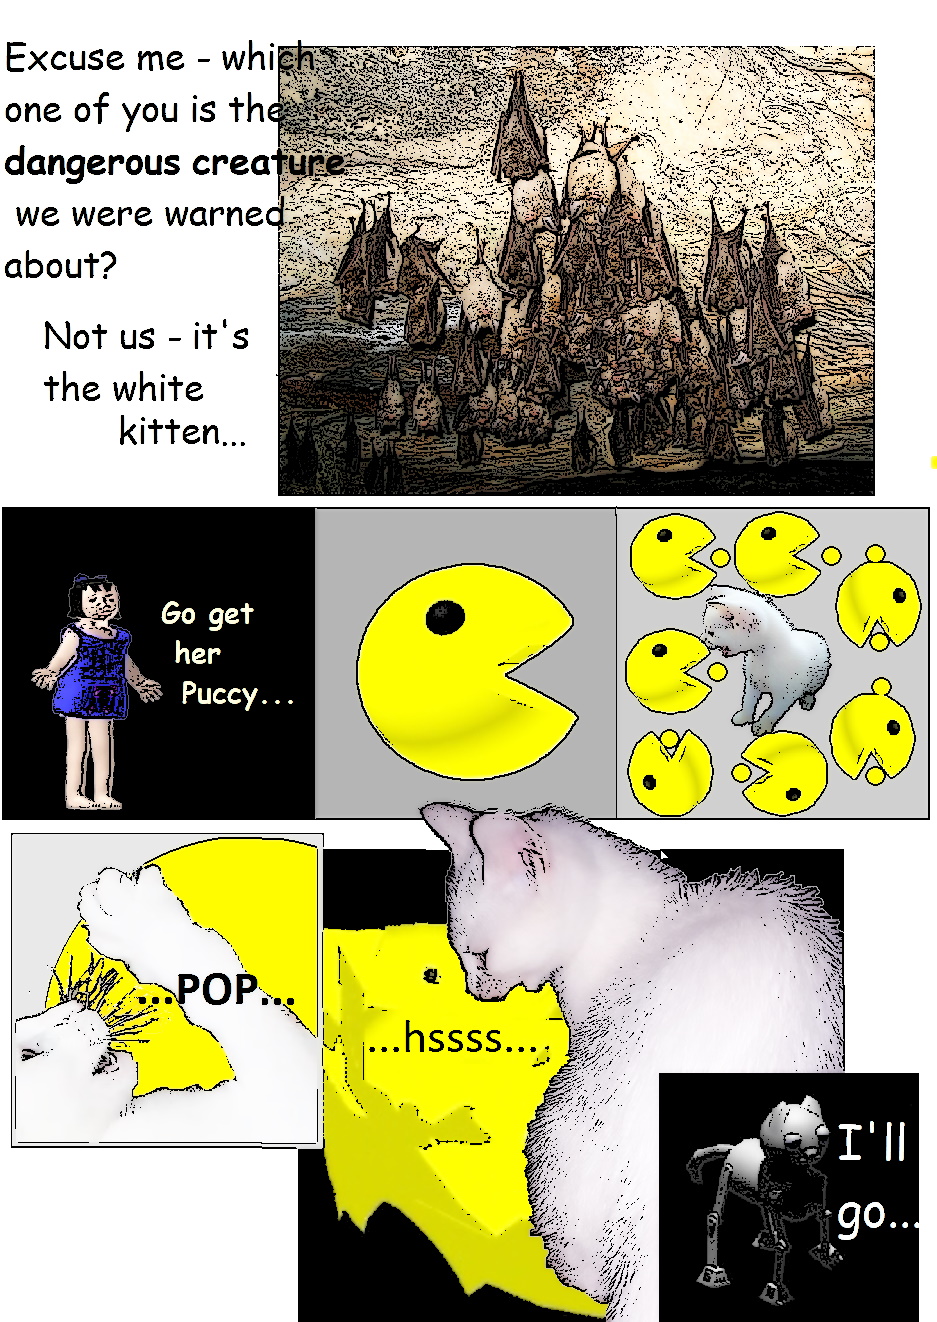 Excuse me - which
one of you is the
dangerous creature
we were warned
about?
Not us - it's
the white
kitten...
Go get
her
Puccy...
...POP...
...hssss...
I'll
go...